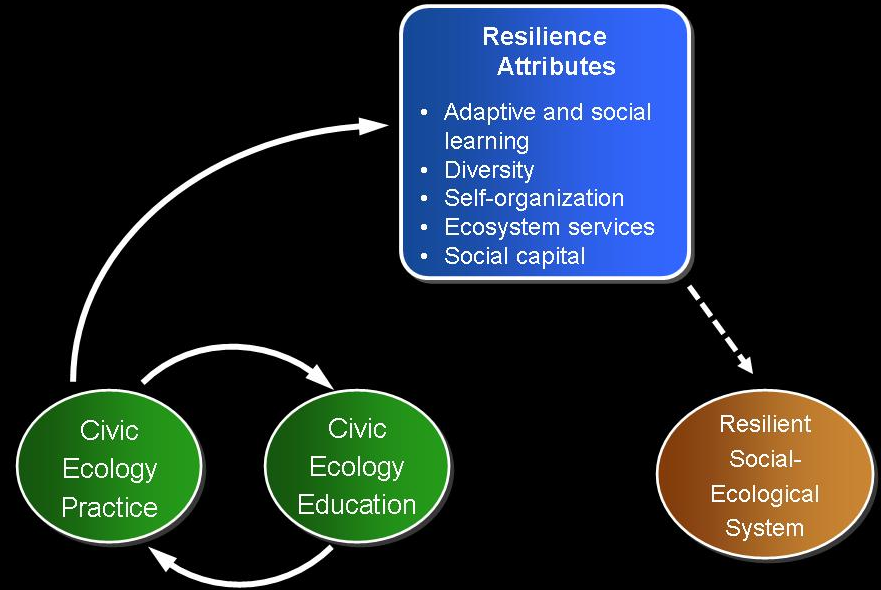 Resilience
Attributes
• Adaptive and social
learning
• Diversity
• Self-organization
• Ecosystem services
• Social capital
Civic
Ecology
Practice
Civic
Ecology
Education
Resilient
Social-
Ecological
System